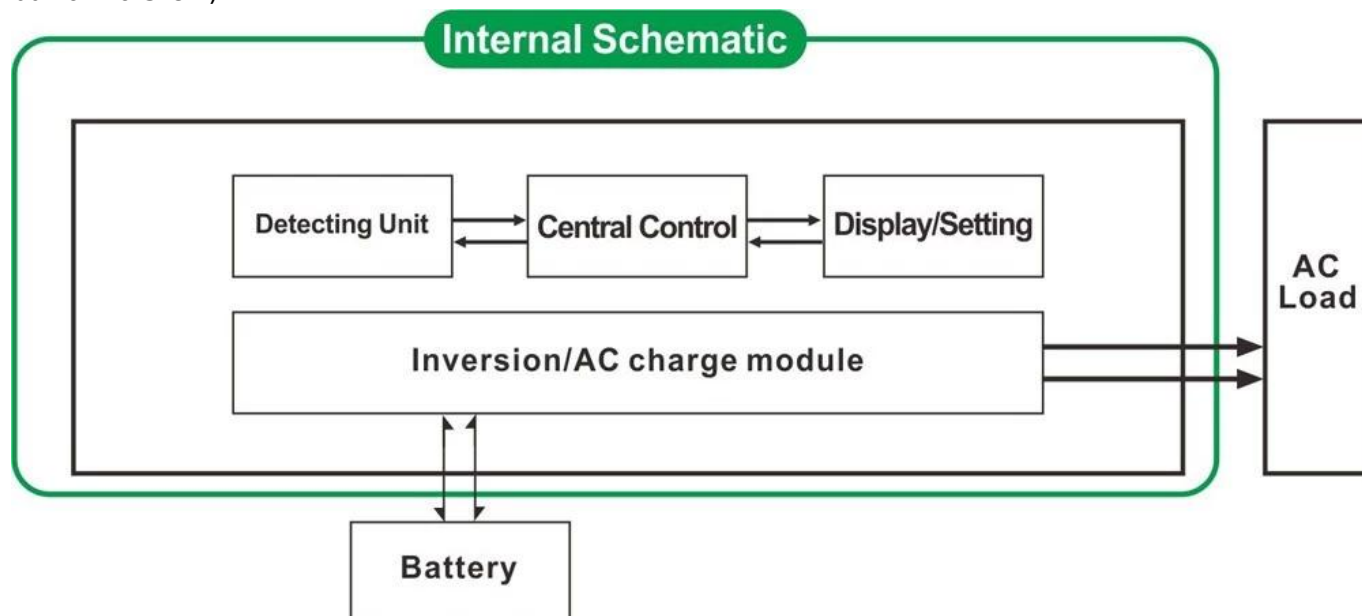 Internal Schematic
Detecting Unit
Central Control
Display/Setting
AC
Load
Inversion/AC charge module
Battery